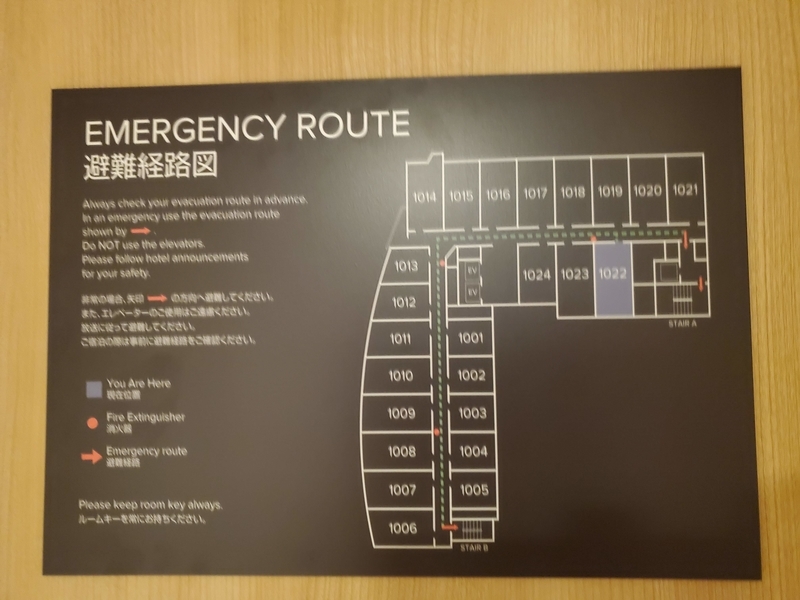 EMERGENCY ROUTE
避難経路図
Always check your evacuation route in advance.
In an emergency use the evacuation route
shown by → .
Do NOT use the elevators.
Please follow hotel announcements
for your safety.
非常の場合、矢印 → の方向へ避難してください。
また、エレベーターのご使用はご遠慮ください。
放送に従って避難してください。
ご宿泊の際は事前に避難経路をご確認ください。
You Are Here
現在位置
Fire Extinguisher
消火器
Emergency route
避難経路
Please keep room key always.
ルームキーを常にお持ちください。
1014 1015 1016 1017 1018 1019 1020 1021
1013
EV
EV
1024 1023 1022
STAIR A
1012
1011 1001
1010 1002
1009 1003
1008 1004
1007 1005
1006
STAIR B